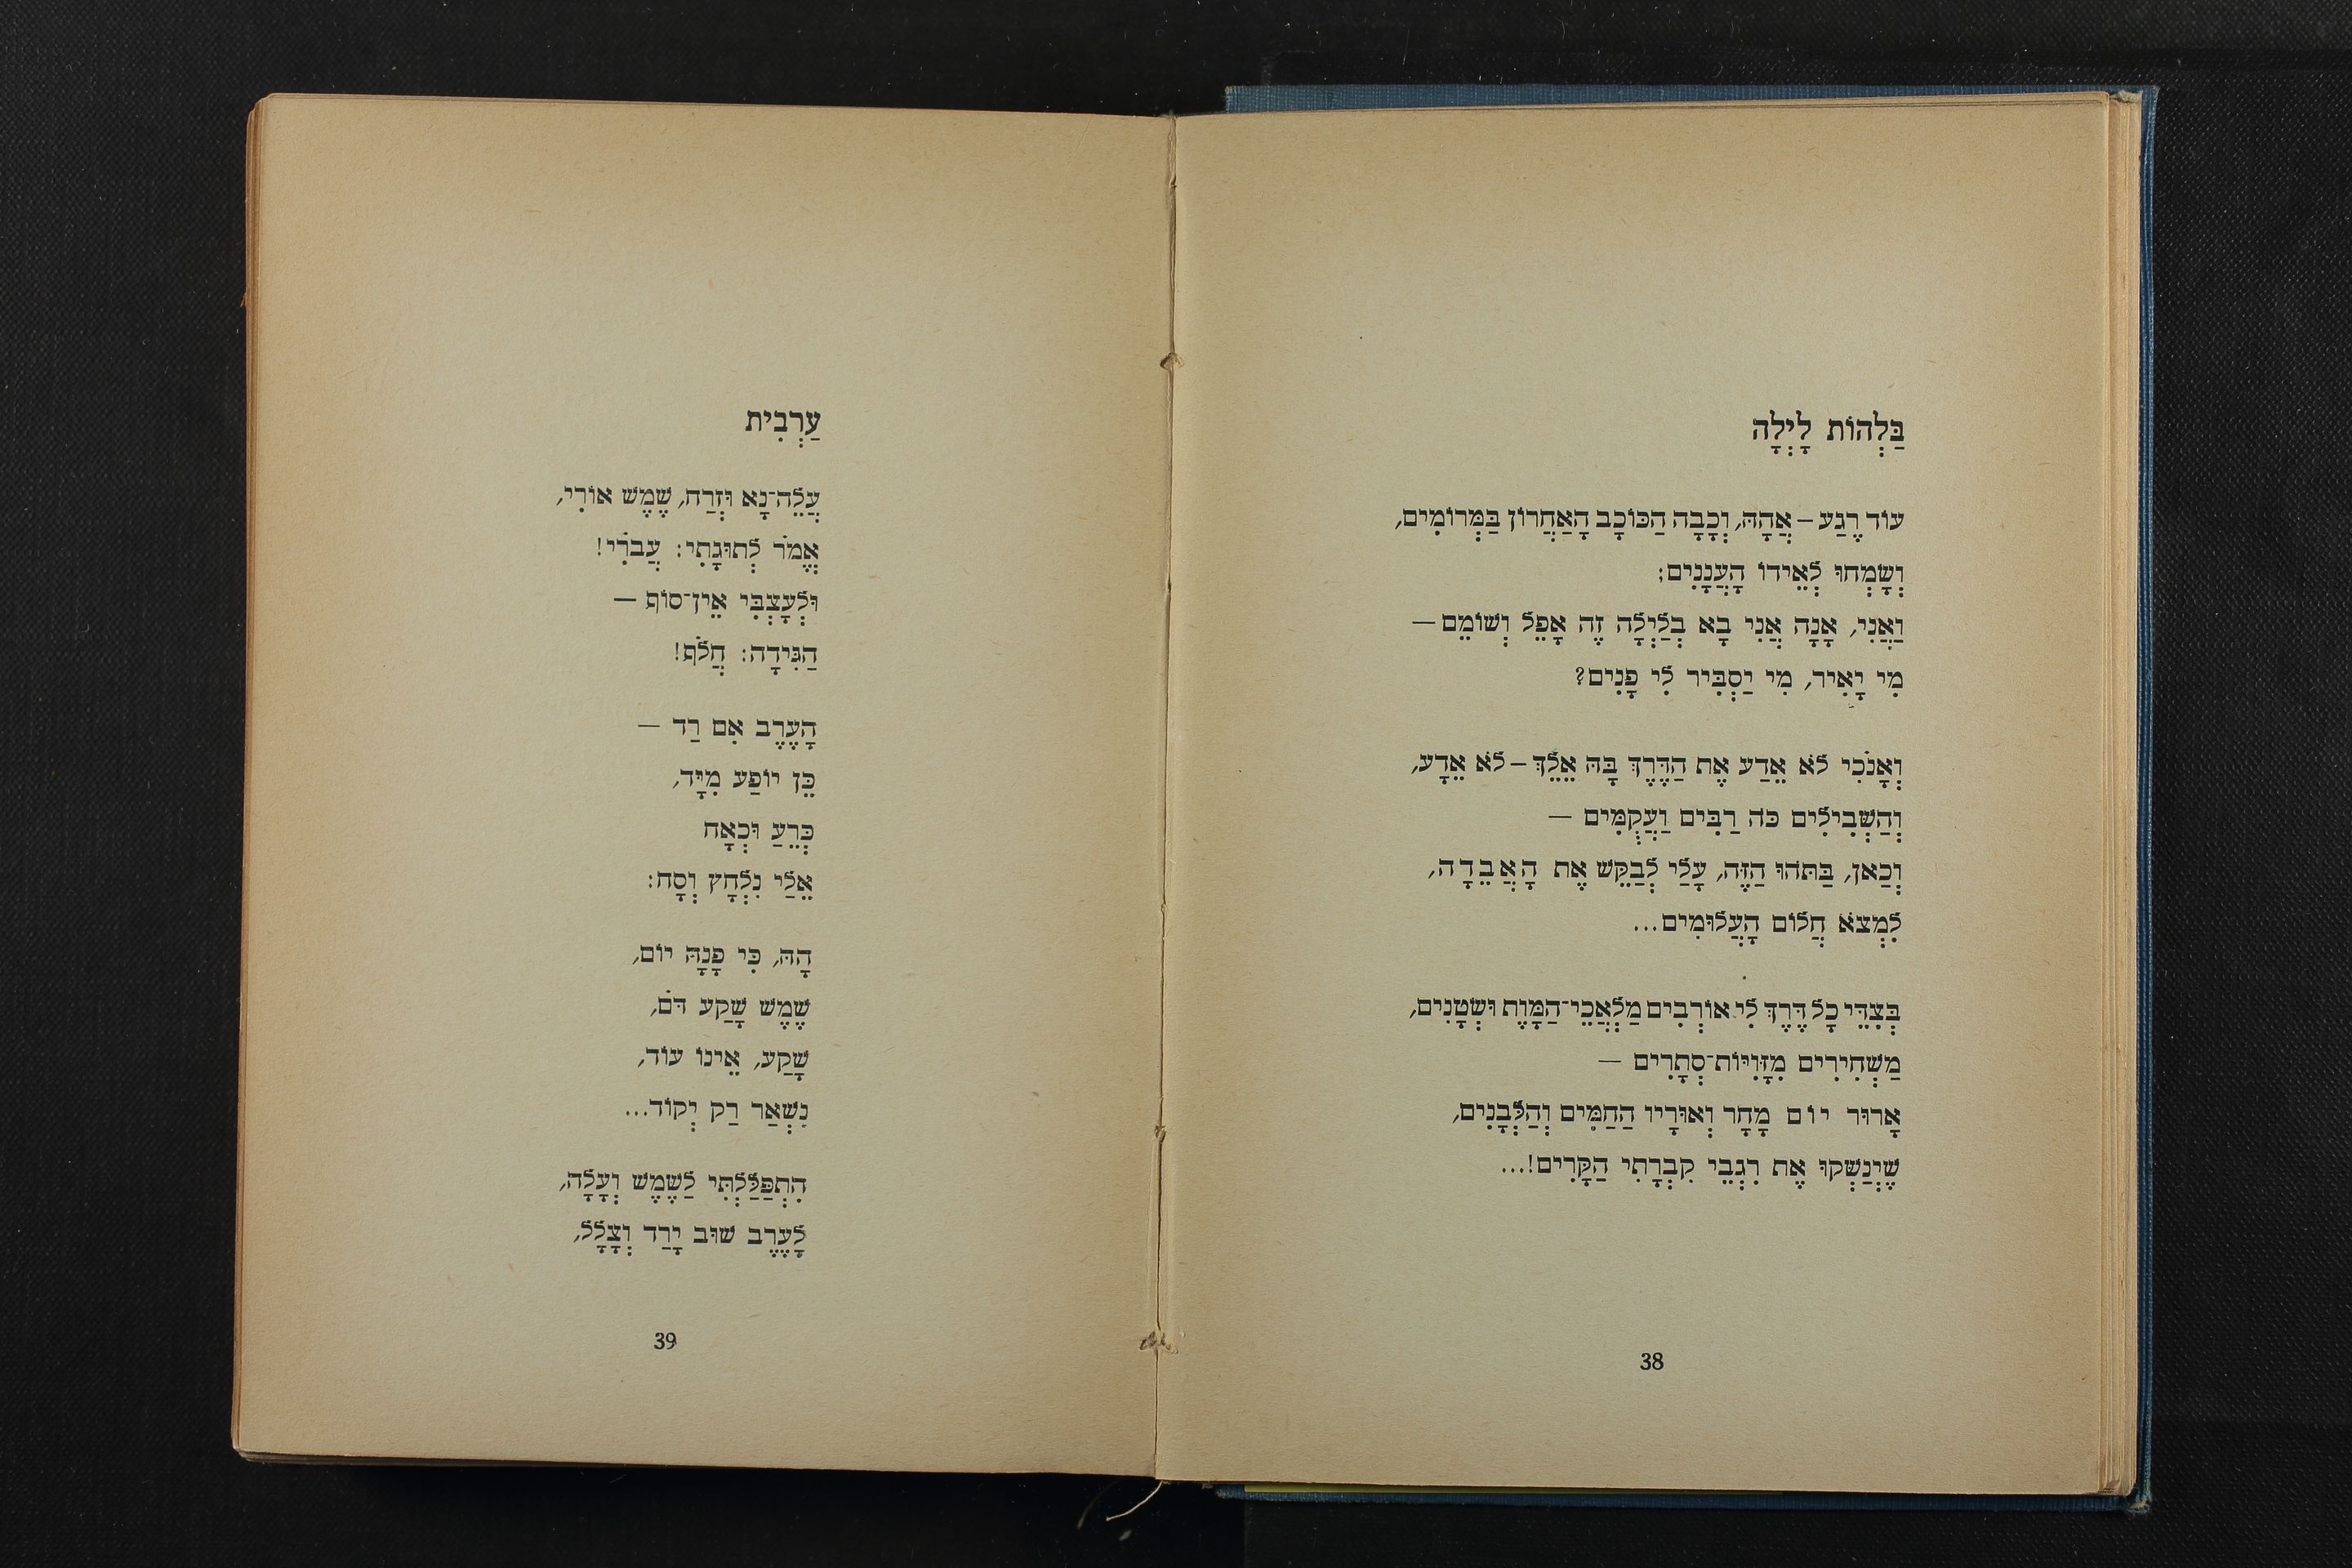 בַּלְהוֹת לָיְלָה
עוֹד רֶגַע – אֲהָהּ, וְכָבָה הַכּוֹכָב הָאַחֲרוֹן בַּמְּרוֹמִים,
וְשָׂמְחוּ לְאֵידוֹ הָעֲנָנִים;
וַאֲנִי, אָנָה אֲנִי בָא בְלַיְלָה זֶה אָפֵל וְשׁוֹמֵם –
מִי יָאִיר, מִי יַסְבִּיר לִי פָנִים?
וְאָנֹכִי לֹא אֵדַע אֶת הַדֶּרֶךְ בָּהּ אֵלֵךְ – לֹא אֵדָע,
וְהַשְּׁבִילִים כֹּה רַבִּים וַעֲקֻמִּים –
וְכַאן, בַּתֹּהוּ הַזֶּה, עָלַי לְבַקֵּשׁ אֶת הָאֲבֵדָה,
לִמְצֹא חֲלוֹם הָעֲלוּמִים...
בְּצִדֵּי כָל דֶּרֶךְ לִי אוֹרְבִים מַלְאֲכֵי־הַמָּוֶת וּשְׂטָנִים,
מַשְׁחִירִים מִזָּוִיּוֹת־סְתָרִים –
אָרוּר יוֹם מָחָר וְאוּרָיו הַחַמִּים וְהַלְּבָנִים,
שֶׁיְּנַשְּׁקוּ אֶת רִגְבֵי קִבְרָתִי הַקָּרִים!...
38
עַרְבִית
עֲלֵה־נָא וּזְרַח, שֶׁמֶשׁ אוֹרִי,
אֱמֹר לְתוּגָתִי: עֲבֹרִי!
וּלְעָצְבִּי אֵין־סוֹף –
הַגִּידָה: חֲלֹף!
הָעֶרֶב אִם רַד –
כֵּן יוֹפַע מִיָּד,
כְּרֵעַ וּכְאָח
אֵלַי נִלְחָץ וְסָח:
הָהּ, כִּי פָנָה יוֹם,
שֶׁמֶשׁ שָׁקַע דֹּם,
שָׁקַע, אֵינוֹ עוֹד,
נִשְׁאַר רַק יְקוֹד...
הִתְפַּלַּלְתִּי לַשֶּׁמֶשׁ וְעָלָה,
לָעֶרֶב שׁוּב יָרַד וְצָלָל,
39